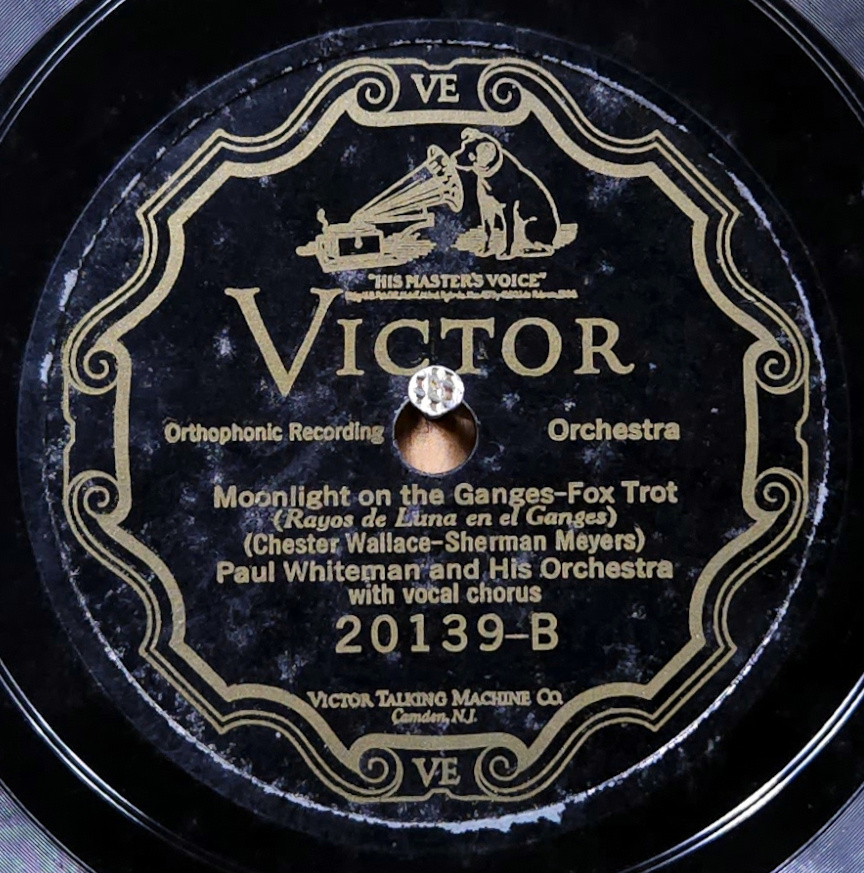 VE
"HIS MASTER'S VOICE"
VICTOR
Orthophonic Recording
Orchestra
Moonlight on the Ganges-Fox Trot
(Rayos de Luna en el Ganges)
(Chester Wallace-Sherman Meyers)
Paul Whiteman and His Orchestra
with vocal chorus
20139-B
VICTOR TALKING MACHINE CO.
Camden, N.J.
VE